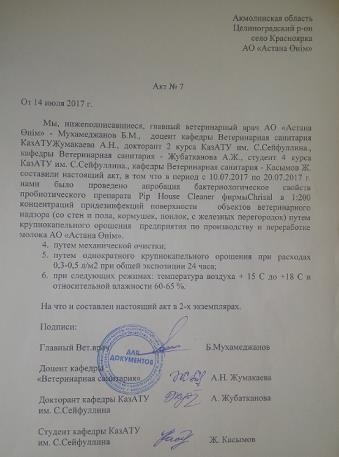 Акмолинская область
Целиноградский р-он
село Красноярка
АО «Астана Өнім»
Акт № 7
От 14 июля 2017 г.
Мы, нижеподписавшиеся, главный ветеринарный врач АО «Астана
Өнім» - Мухамеджанов Б.М., доцент кафедры Ветеринарная санитария
КазАТУЖумакаева А.Н., докторант 2 курса КазАТУ им. С.Сейфуллина.,
кафедры Ветеринарная санитария - Жубатканова А.Ж., студент 4 курса
КазАТУ им. С.Сейфуллина., кафедры Ветеринарная санитария - Касымов Ж.
составили настоящий акт, в том что в период с 10.07.2017 по 20.07.2017 г.
нами было проведено апробация бактериологическое свойств
пробиотического препарата Pip House Cleaner фирмыChrisal в 1:200
концентраций придезинфекций поверхности объектов ветеринарного
надзора (со стен и пола, кормушек, поилок, с железных перегородок) путем
крупнокапельного орошения предприятия по производству и переработке
молока АО «Астана Өнім».
4. путем механической очистки;
5. путем однократного крупнокапельного орошения при расходе
0,3-0,5 л/м2 при общей экспозиции 24 часа;
6. при следующих режимах: температура воздуха + 15 С до +18 С и
относительной влажности 60-65 %.
На что и составлен настоящий акт в 2-х экземплярах.
Подписи:
Главный Вет.врач Б.Мухамеджанов
ДЛЯ
ДОКУМЕНТОВ
Доцент кафедры
«Ветеринарная санитария» А.Н. Жумакаева
Докторант кафедры КазАТУ А. Жубатканова
им. С.Сейфуллина
Студент кафедры КазАТУ
им. С.Сейфуллина Ж. Касымов